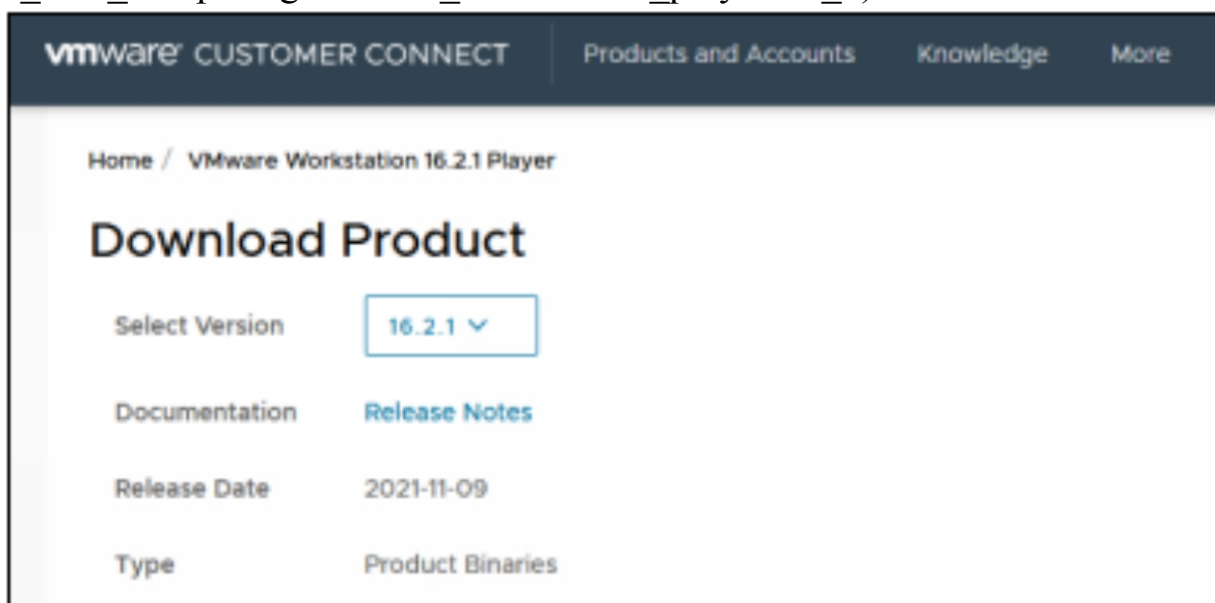 vmware CUSTOMER CONNECT Products and Accounts Knowledge More
Home / VMware Workstation 16.2.1 Player
Download Product
Select Version 16.2.1
Documentation Release Notes
Release Date 2021-11-09
Type Product Binaries